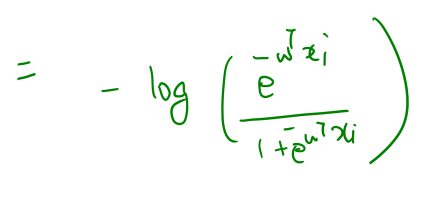 = - log ( e^{-w^T x_i} / 1 + e^{-w^T x_i} )